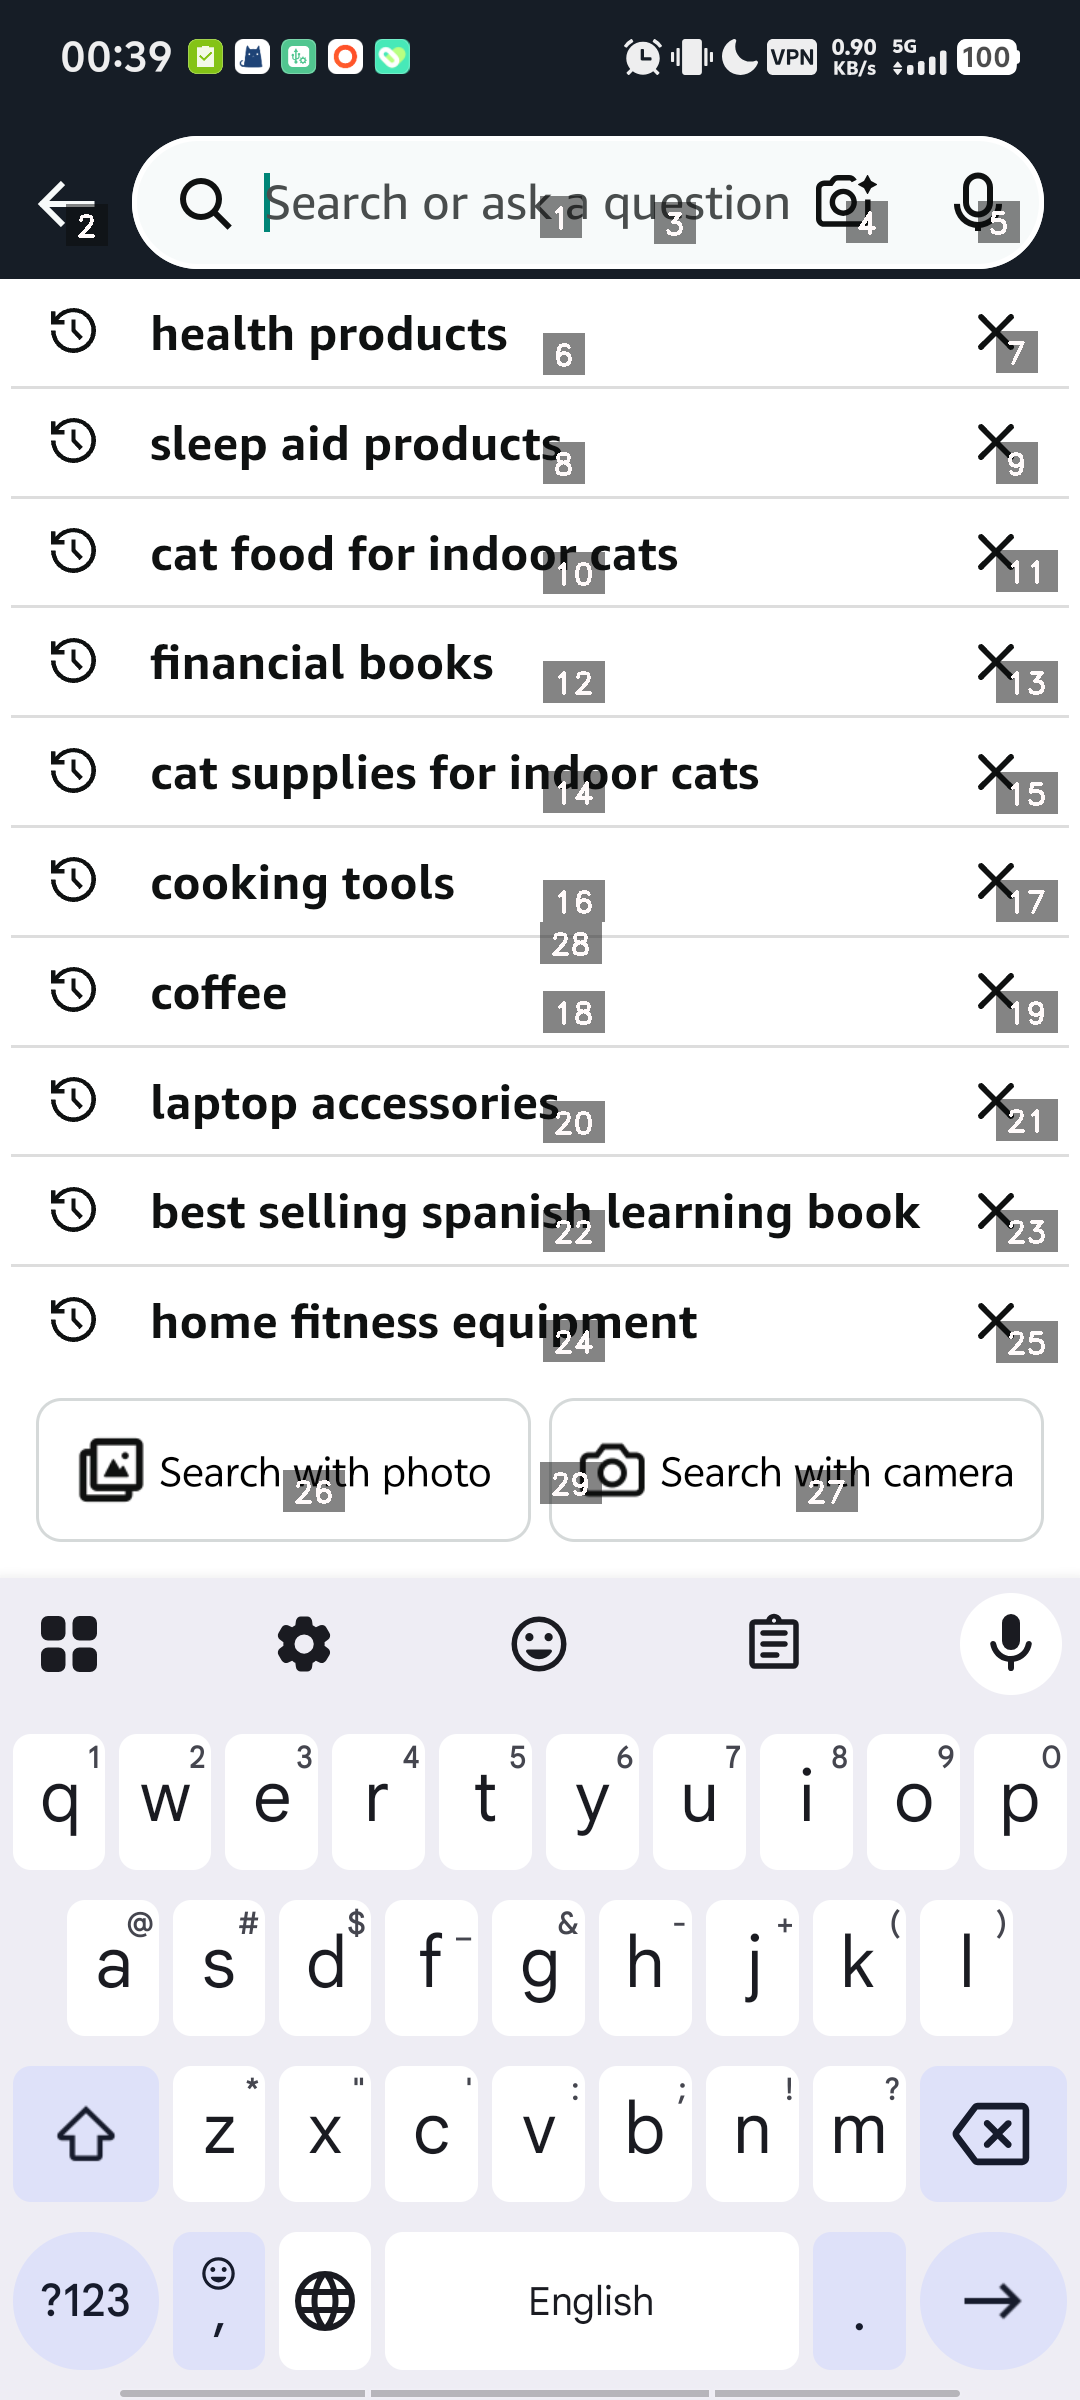 00:39
VPN
0.90 KB/s
5G
100
2
Search or ask a question
1
3
4
5
health products
6
7
sleep aid products
8
9
cat food for indoor cats
10
11
financial books
12
13
cat supplies for indoor cats
14
15
cooking tools
16
17
28
coffee
18
19
laptop accessories
20
21
best selling spanish learning book
22
23
home fitness equipment
24
25
Search with photo
26
29
Search with camera
27
1 2 3 4 5 6 7 8 9 0
q w e r t y u i o p
@ # $ _ & - + ( )
a s d f g h j k l
* " ' : ; ! ?
z x c v b n m
?123 , English .